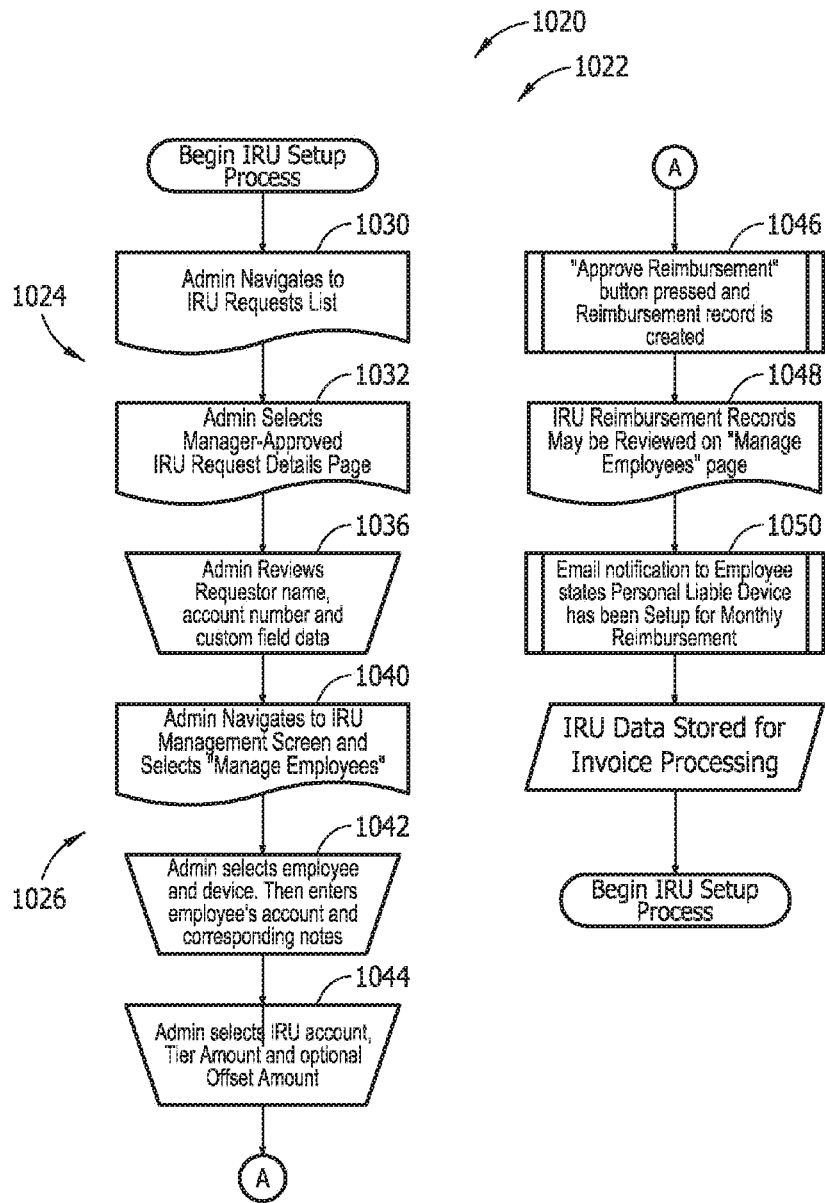 1020
1022
Begin IRU Setup
Process
1030
Admin Navigates to
IRU Requests List
1024
1032
Admin Selects
Manager-Approved
IRU Request Details Page
1036
Admin Reviews
Requestor name,
account number and
custom field data
1040
Admin Navigates to IRU
Management Screen and
Selects "Manage Employees"
1026
1042
Admin selects employee
and device. Then enters
employee's account and
corresponding notes
1044
Admin selects IRU account,
Tier Amount and optional
Offset Amount
A
A
1046
"Approve Reimbursement"
button pressed and
Reimbursement record is
created
1048
IRU Reimbursement Records
May be Reviewed on "Manage
Employees" page
1050
Email notification to Employee
states Personal Liable Device
has been Setup for Monthly
Reimbursement
IRU Data Stored for
Invoice Processing
Begin IRU Setup
Process